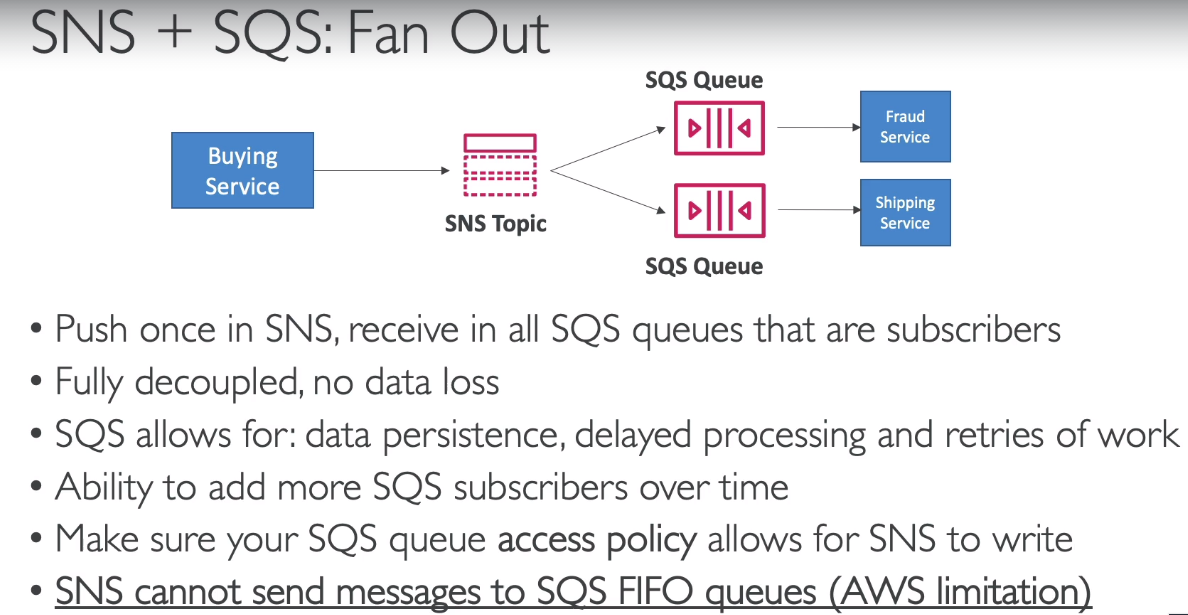 SNS + SQS: Fan Out
SQS Queue
Buying
Service
SNS Topic
Fraud
Service
Shipping
Service
SQS Queue
• Push once in SNS, receive in all SQS queues that are subscribers
• Fully decoupled, no data loss
• SQS allows for: data persistence, delayed processing and retries of work
• Ability to add more SQS subscribers over time
• Make sure your SQS queue access policy allows for SNS to write
• SNS cannot send messages to SQS FIFO queues (AWS limitation)